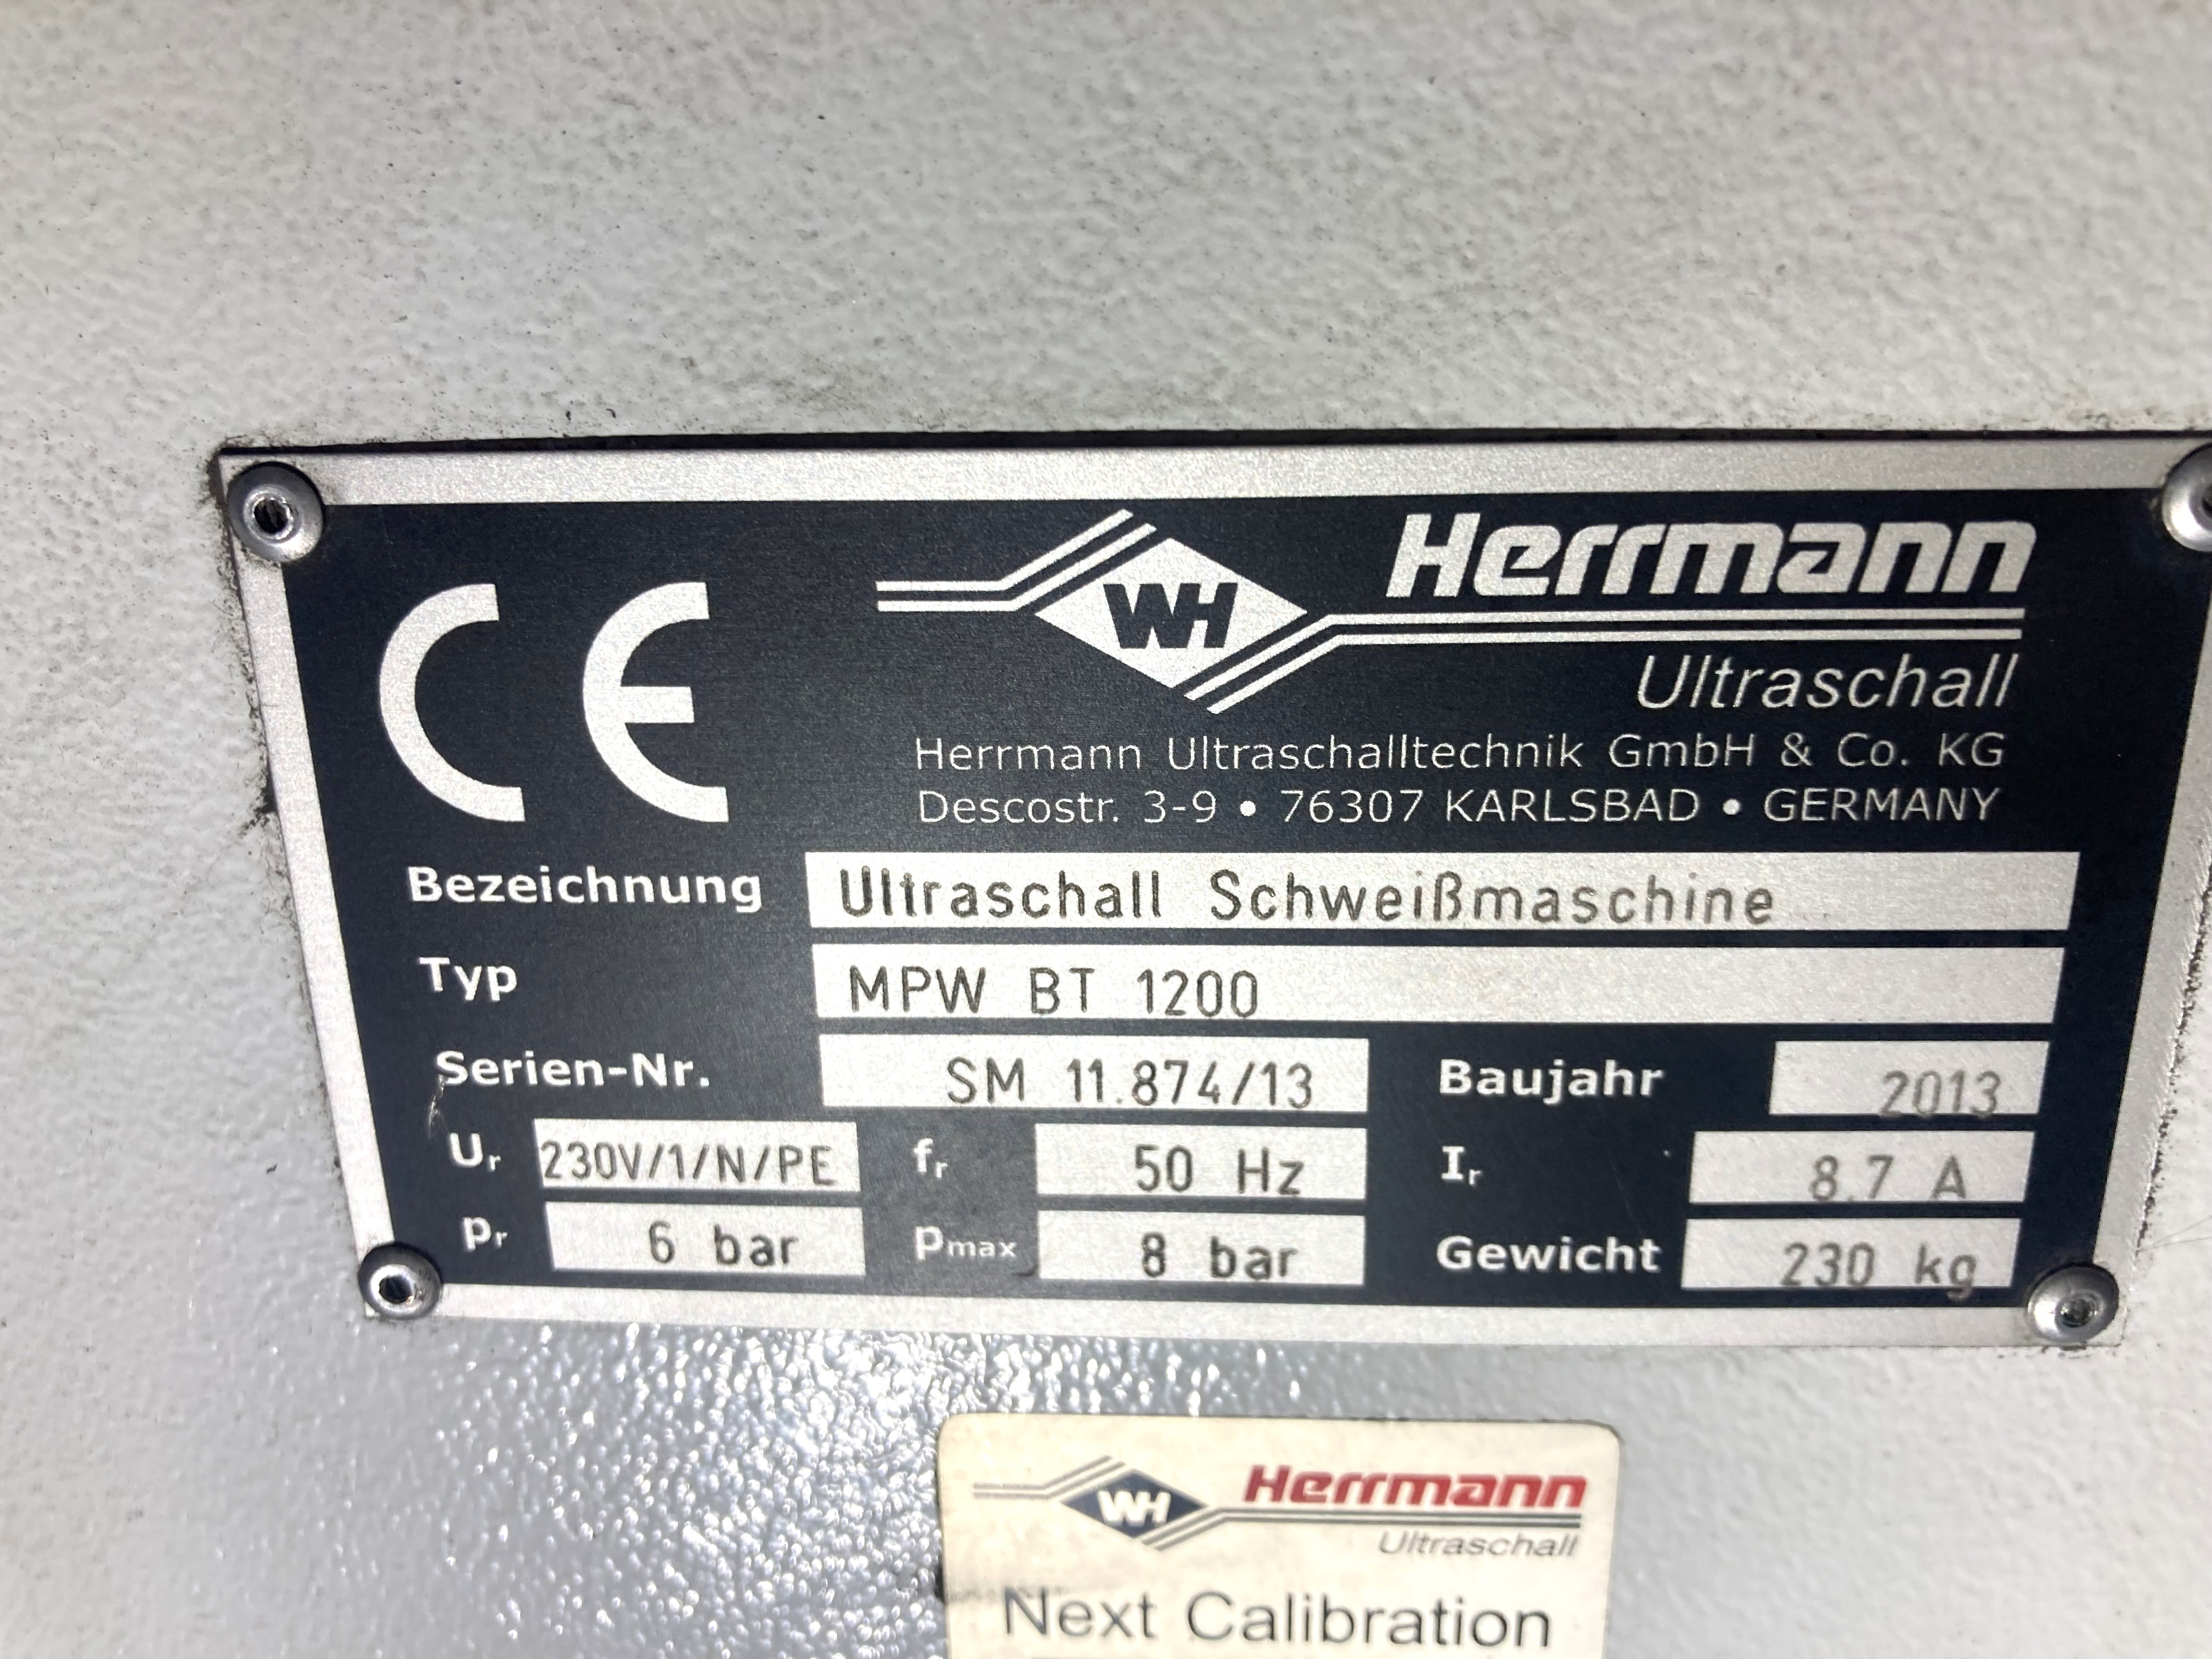 CE
WH Herrmann
Ultraschall
Herrmann Ultraschalltechnik GmbH & Co. KG
Descostr. 3-9 • 76307 KARLSBAD • GERMANY
Bezeichnung Ultraschall Schweißmaschine
Typ MPW BT 1200
Serien-Nr. SM 11.874/13 Baujahr 2013
Ur 230V/1/N/PE fr 50 Hz Ir 8.7 A
pr 6 bar pmax 8 bar Gewicht 230 kg
WH Herrmann
Ultraschall
Next Calibration